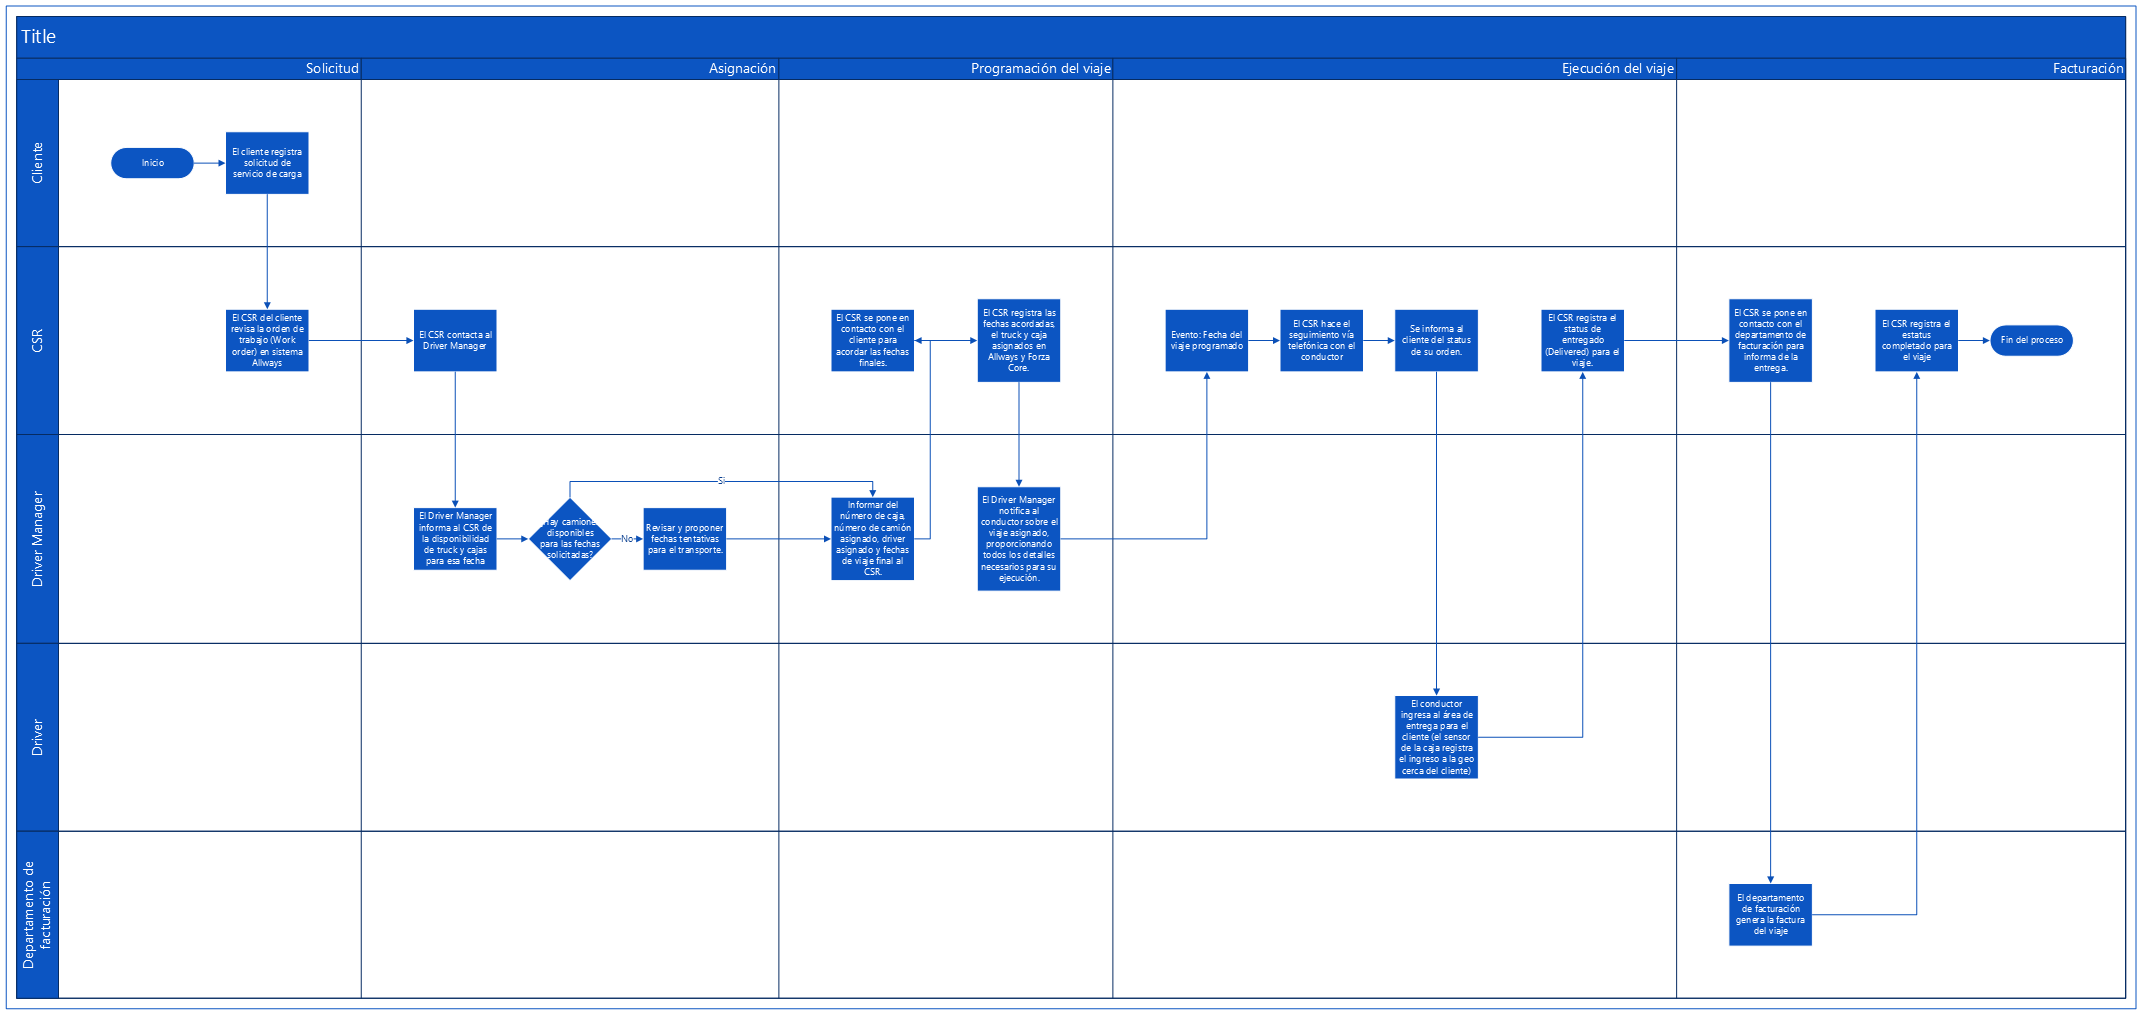 Title
Solicitud
Asignación
Programación del viaje
Ejecución del viaje
Facturación
Cliente
Inicio
El cliente registra
solicitud de
servicio de carga
CSR
El CSR del cliente
revisa la orden de
trabajo (Work
order) en sistema
Allways
El CSR contacta al
Driver Manager
El CSR se pone en
contacto con el
cliente para
acordar las fechas
finales.
El CSR registra las
fechas acordadas,
el truck y caja
asignados en
Allways y Forza
Core.
Evento: Fecha del
viaje programado
El CSR hace el
seguimiento vía
telefónica con el
conductor
Se informa al
cliente del status
de su orden.
El CSR registra el
status de
entregado
(Delivered) para el
viaje.
El CSR se pone en
contacto con el
departamento de
facturación para
informa de la
entrega.
El CSR registra el
estatus
completado para
el viaje
Fin del proceso
Driver Manager
El Driver Manager
informa al CSR de
la disponibilidad
de truck y cajas
para esa fecha
Hay camiones
disponibles
para las fechas
solicitadas?
Si
No
Revisar y proponer
fechas tentativas
para el transporte.
Informar del
número de caja,
número de camión
asignado, driver
asignado y fechas
de viaje final al
CSR.
El Driver Manager
notifica al
conductor sobre el
viaje asignado,
proporcionando
todos los detalles
necesarios para su
ejecución.
Driver
El conductor
ingresa al área de
entrega para el
cliente (el sensor
de la caja registra
el ingreso a la geo
cerca del cliente)
Departamento de
facturación
El departamento
de facturación
genera la factura
del viaje